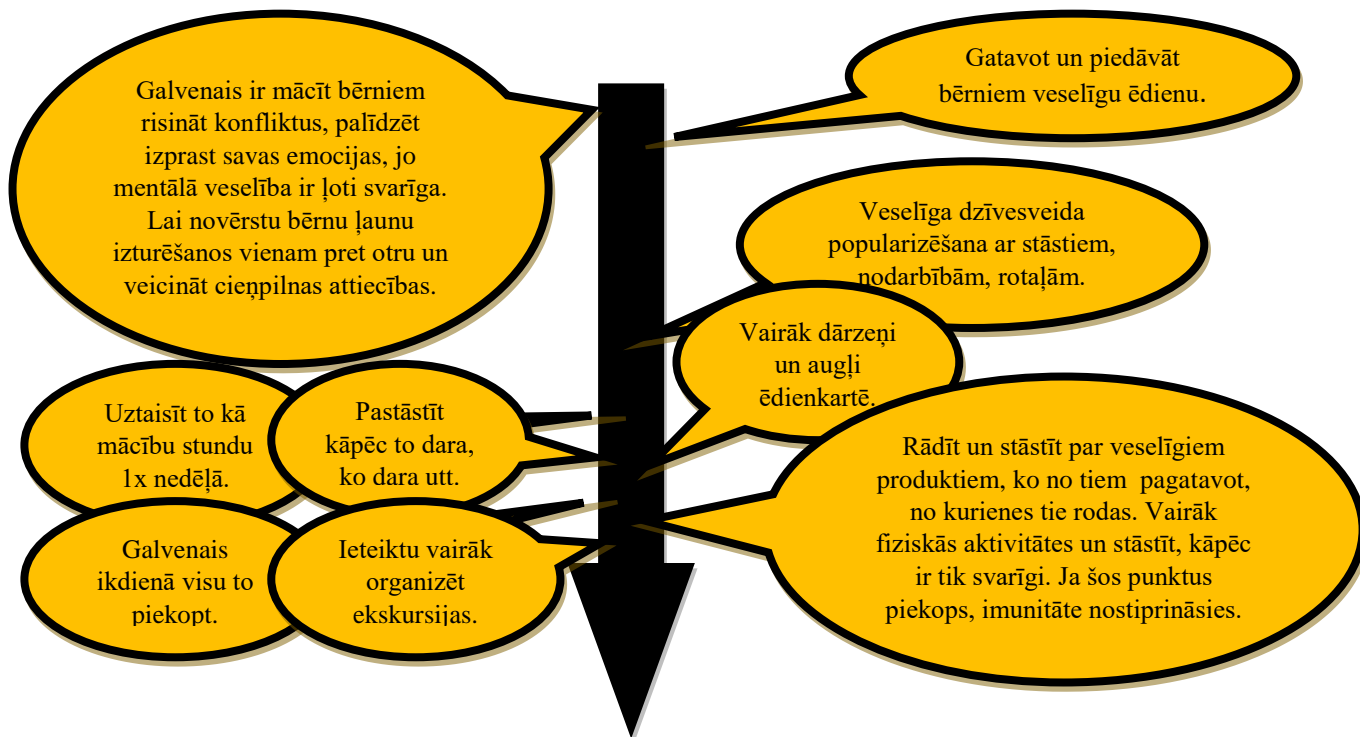 Galvenais ir mācīt bērniem
risināt konfliktus, palīdzēt
izprast savas emocijas, jo
mentālā veselība ir ļoti svarīga.
Lai novērstu bērnu ļaunu
izturēšanos vienam pret otru un
veicināt cieņpilnas attiecības.
Gatavot un piedāvāt
bērniem veselīgu ēdienu.
Veselīga dzīvesveida
popularizēšana ar stāstiem,
nodarbībām, rotaļām.
Vairāk dārzeņi
un augļi
ēdienkartē.
Uztaisīt to kā
mācību stundu
1x nedēļā.
Pastāstīt
kāpēc to dara,
ko dara utt.
Rādīt un stāstīt par veselīgiem
produktiem, ko no tiem pagatavot,
no kurienes tie rodas. Vairāk
fiziskās aktivitātes un stāstīt, kāpēc
ir tik svarīgi. Ja šos punktus
piekops, imunitāte nostiprināsies.
Galvenais
ikdienā visu to
piekopt.
Ieteiktu vairāk
organizēt
ekskursijas.